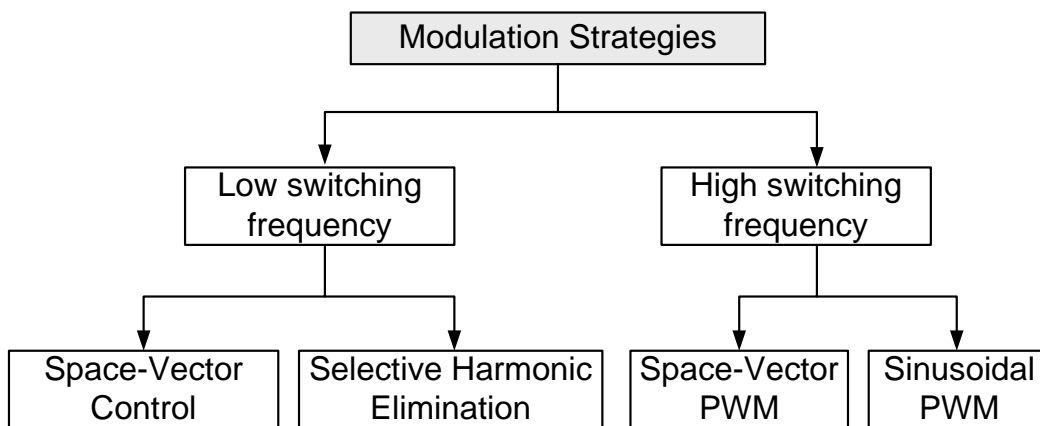 Modulation Strategies
Low switching
frequency
High switching
frequency
Space-Vector
Control
Selective Harmonic
Elimination
Space-Vector
PWM
Sinusoidal
PWM